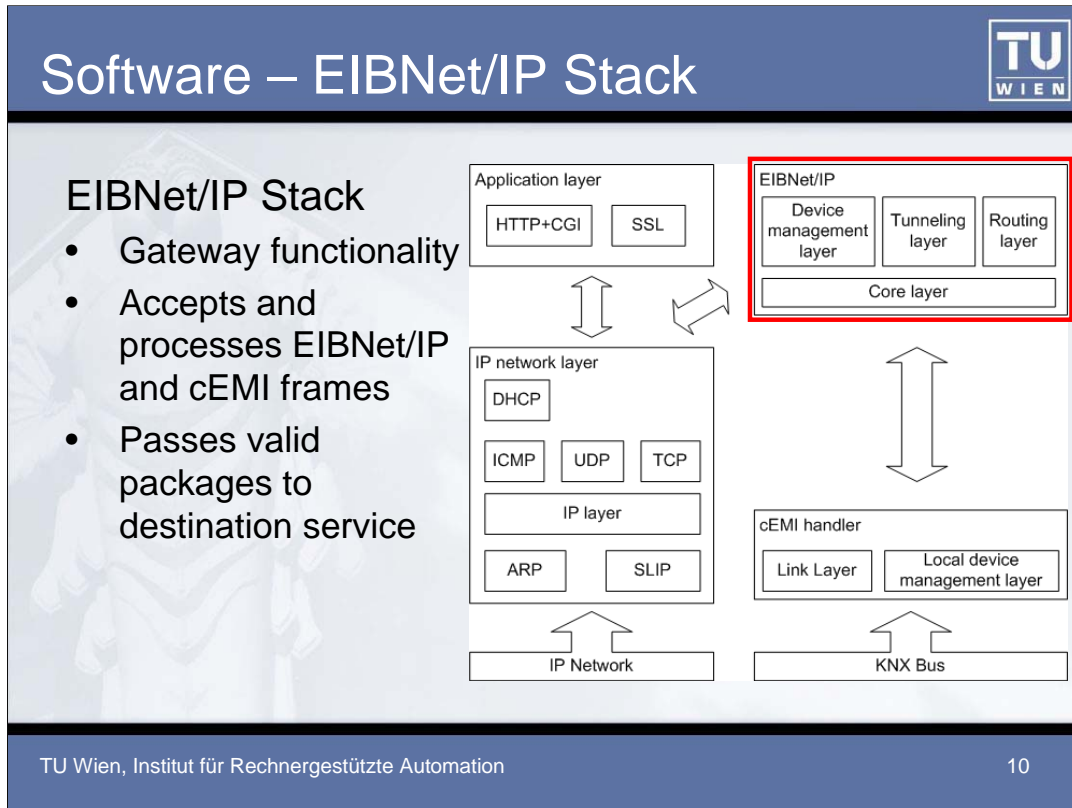 Software – EIBNet/IP Stack
TU
WIEN
EIBNet/IP Stack
• Gateway functionality
• Accepts and
processes EIBNet/IP
and cEMI frames
• Passes valid
packages to
destination service
Application layer
HTTP+CGI
SSL
IP network layer
DHCP
ICMP
UDP
TCP
IP layer
ARP
SLIP
IP Network
EIBNet/IP
Device
management
layer
Tunneling
layer
Routing
layer
Core layer
cEMI handler
Link Layer
Local device
management layer
KNX Bus
TU Wien, Institut für Rechnergestützte Automation
10